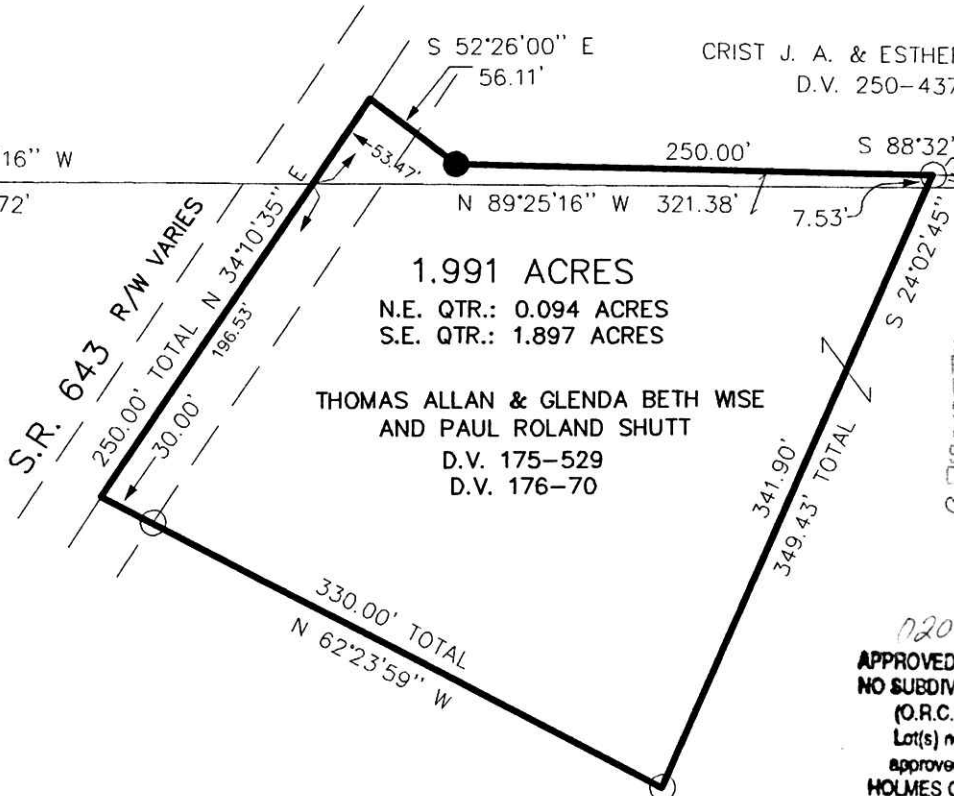 S 52°26'00" E
56.11'
CRIST J. A. & ESTHE
D.V. 250-437
16" W
72'
53.47'
250.00'
S 88°32'
N 89°25'16" W 321.38'
7.53'
S.R. 643 R/W VARIES
250.00' TOTAL N 34°10'35" E
196.53'
30.00'
1.991 ACRES
N.E. QTR.: 0.094 ACRES
S.E. QTR.: 1.897 ACRES
S 24°02'45"
THOMAS ALLAN & GLENDA BETH WISE
AND PAUL ROLAND SHUTT
D.V. 175-529
D.V. 176-70
341.90'
349.43' TOTAL
330.00' TOTAL
N 62°23'59" W
020
APPROVED
NO SUBDIV
(O.R.C.
Lot(s)
approve
HOLMES